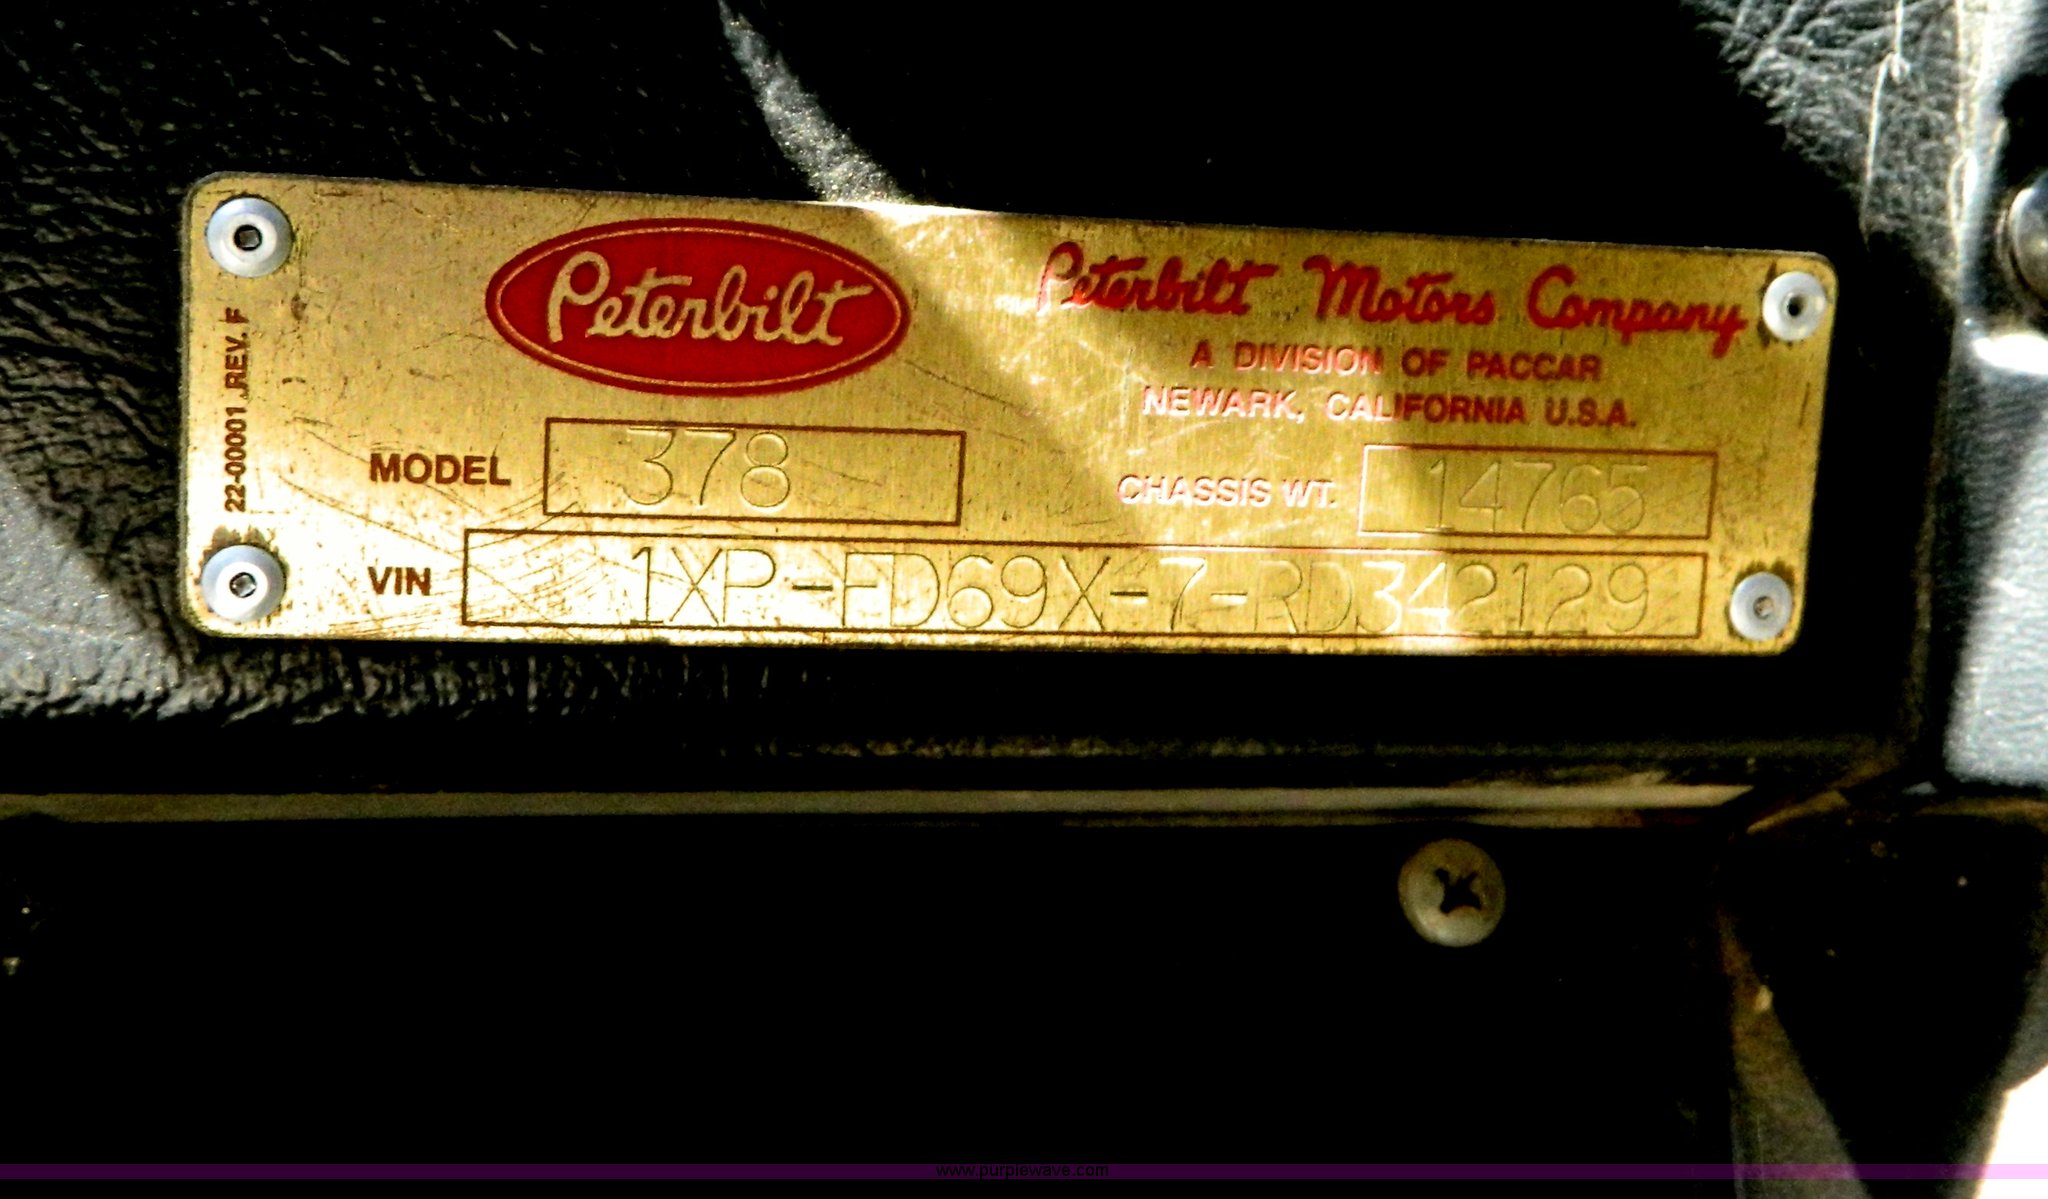 Peterbilt
Peterbilt Motors Company
A DIVISION OF PACCAR
NEWARK, CALIFORNIA U.S.A.
22-00001 REV. F
MODEL 378
CHASSIS WT. 14765
VIN 1XP-FD69X-7-RD342129
www.purplewave.com